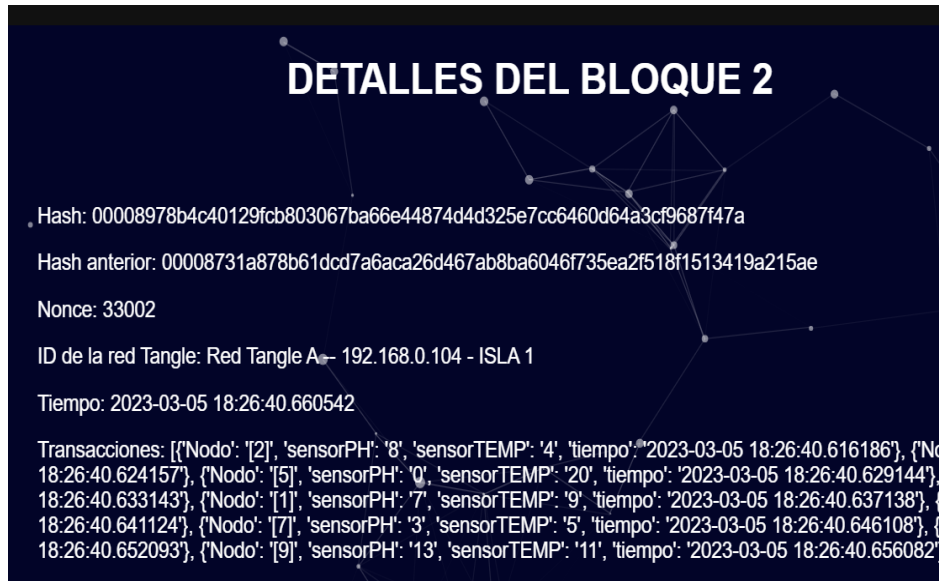 DETALLES DEL BLOQUE 2
Hash: 00008978b4c40129fcb803067ba66e44874d4d325e7cc6460d64a3cf9687f47a
Hash anterior: 00008731a878b61dcd7a6aca26d467ab8ba6046f735ea2f518f1513419a215ae
Nonce: 33002
ID de la red Tangle: Red Tangle A -- 192.168.0.104 - ISLA 1
Tiempo: 2023-03-05 18:26:40.660542
Transacciones: [{'Nodo': '[2]', 'sensorPH': '8', 'sensorTEMP': '4', 'tiempo': '2023-03-05 18:26:40.616186'}, {'No
18:26:40.624157'}, {'Nodo': '[5]', 'sensorPH': '0', 'sensorTEMP': '20', 'tiempo': '2023-03-05 18:26:40.629144'},
18:26:40.633143'}, {'Nodo': '[1]', 'sensorPH': '7', 'sensorTEMP': '9', 'tiempo': '2023-03-05 18:26:40.637138'}, {
18:26:40.641124'}, {'Nodo': '[7]', 'sensorPH': '3', 'sensorTEMP': '5', 'tiempo': '2023-03-05 18:26:40.646108'}, {
18:26:40.652093'}, {'Nodo': '[9]', 'sensorPH': '13', 'sensorTEMP': '11', 'tiempo': '2023-03-05 18:26:40.656082'